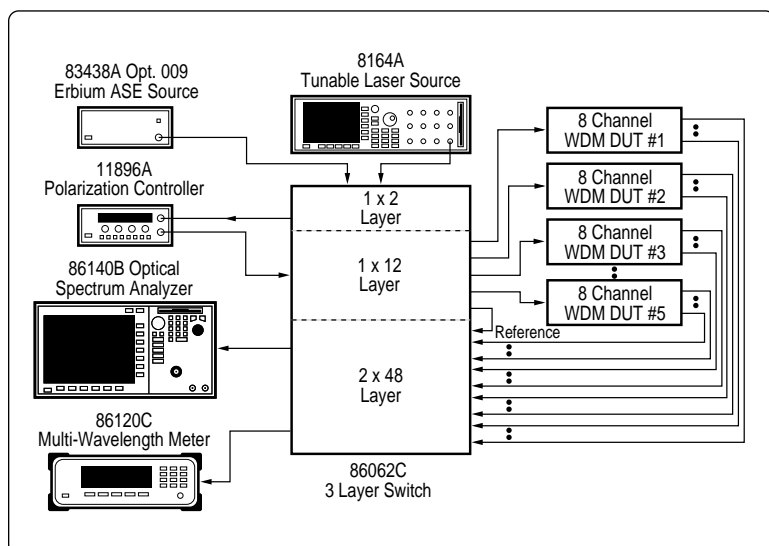 83438A Opt. 009
Erbium ASE Source
8164A
Tunable Laser Source
11896A
Polarization Controller
86140B Optical
Spectrum Analyzer
86120C
Multi-Wavelength Meter
1 x 2
Layer
1 x 12
Layer
2 x 48
Layer
86062C
3 Layer Switch
8 Channel
WDM DUT #1
8 Channel
WDM DUT #2
8 Channel
WDM DUT #3
8 Channel
WDM DUT #5
Reference